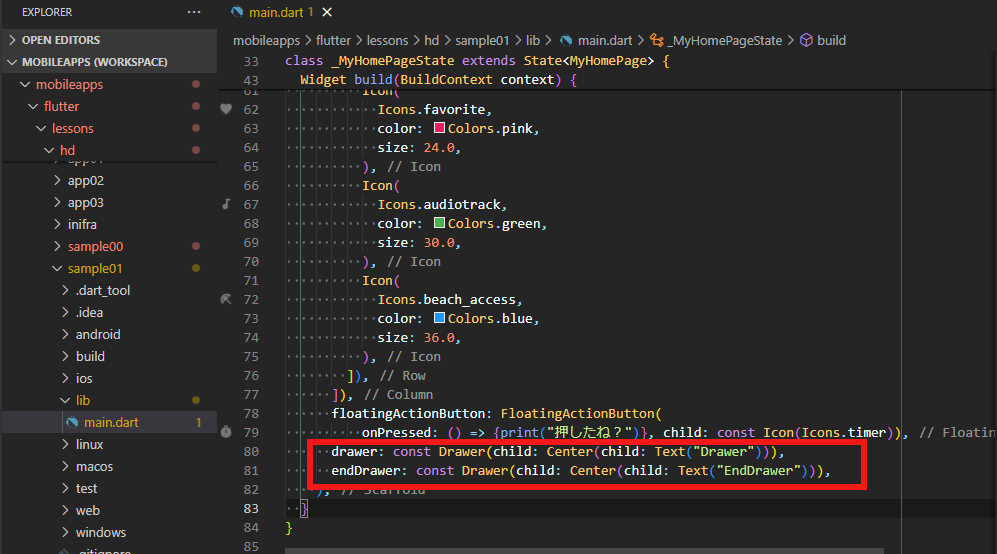 EXPLORER
···
main.dart 1 ×
OPEN EDITORS
MOBILEAPPS (WORKSPACE)
mobileapps
flutter
lessons
hd
app02
app03
inifra
sample00
sample01
.dart_tool
.idea
android
build
ios
lib
main.dart 1
linux
macos
test
web
windows
.gitignore
mobileapps > flutter > lessons > hd > sample01 > lib > main.dart > _MyHomePageState > build
33 class _MyHomePageState extends State<MyHomePage> {
43 Widget build(BuildContext context) {
61 Icon(
62 Icons.favorite,
63 color: Colors.pink,
64 size: 24.0,
65 ), // Icon
66 Icon(
67 Icons.audiotrack,
68 color: Colors.green,
69 size: 30.0,
70 ), // Icon
71 Icon(
72 Icons.beach_access,
73 color: Colors.blue,
74 size: 36.0,
75 ), // Icon
76 ]), // Row
77 ]), // Column
78 floatingActionButton: FloatingActionButton(
79 onPressed: () => {print("押したね？")}, child: const Icon(Icons.timer)), // Floatin
80 drawer: const Drawer(child: Center(child: Text("Drawer"))),
81 endDrawer: const Drawer(child: Center(child: Text("EndDrawer"))),
82 ); // Scaffold
83 }
84 }
85